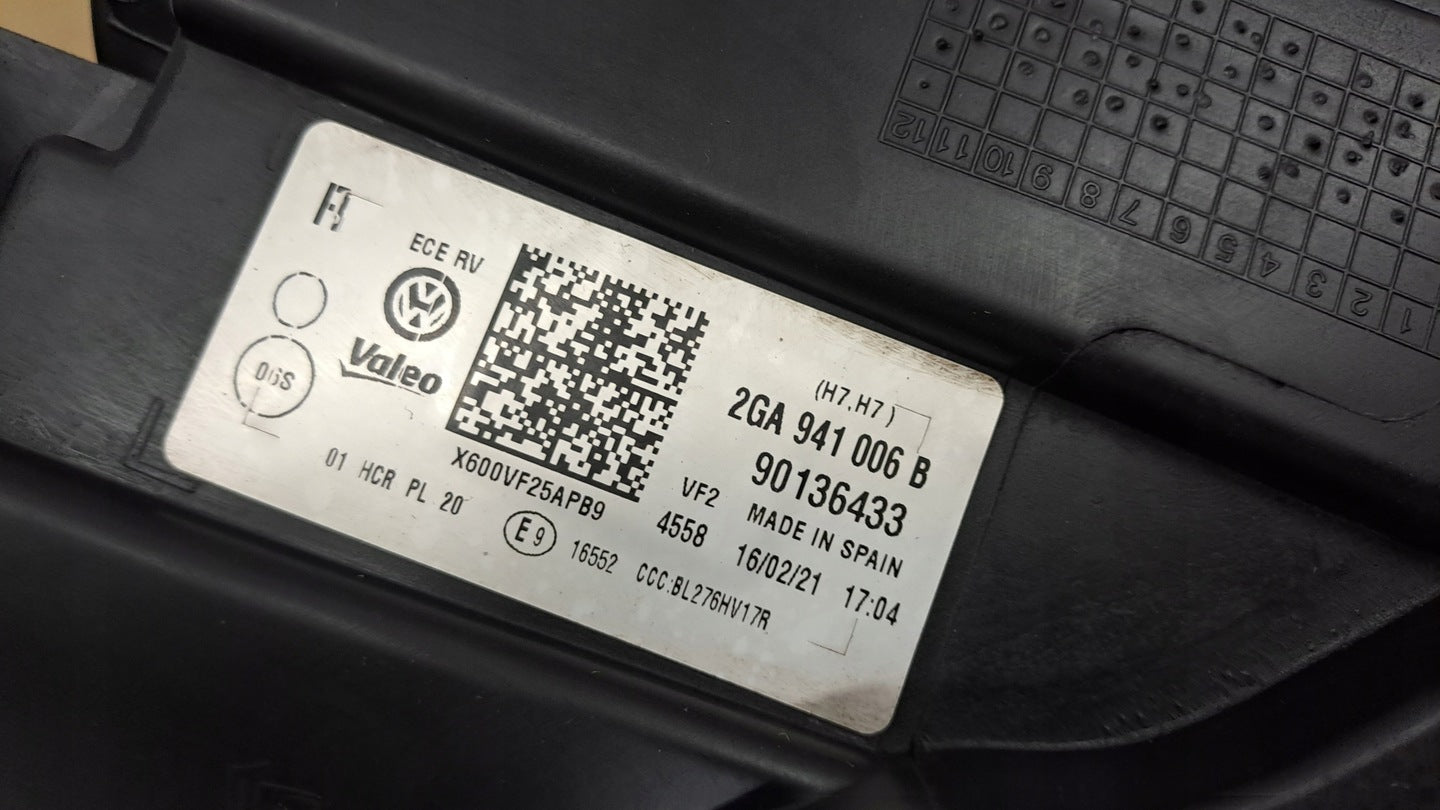 ECE RV
Valeo
06S
(H7,H7 )
2GA 941 006 B
90136433
MADE IN SPAIN
16/02/21 17:04
VF2
4558
X600VF25APB9
01 HCR PL 20
E9 16552 CCC:BL276HV17R
12 11 10 9 8 7 6 5 4 3 2 1